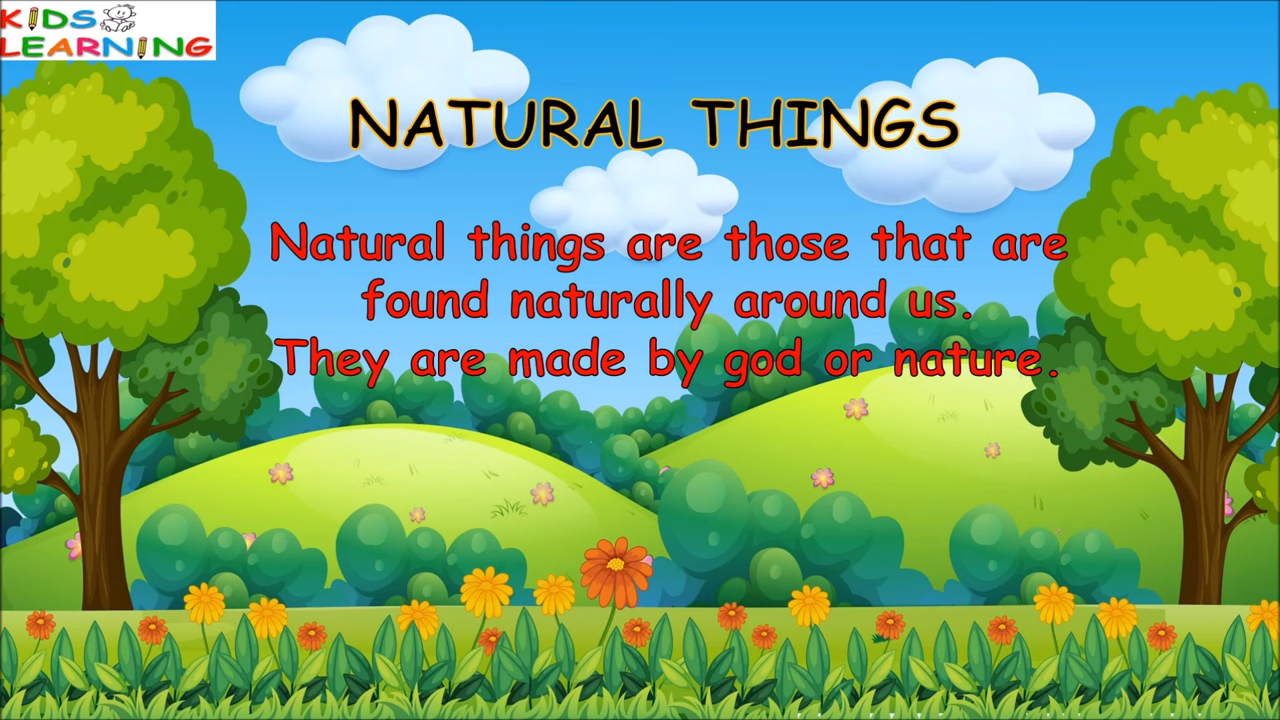 KIDS
LEARNING
NATURAL THINGS
Natural things are those that are
found naturally around us.
They are made by god or nature.